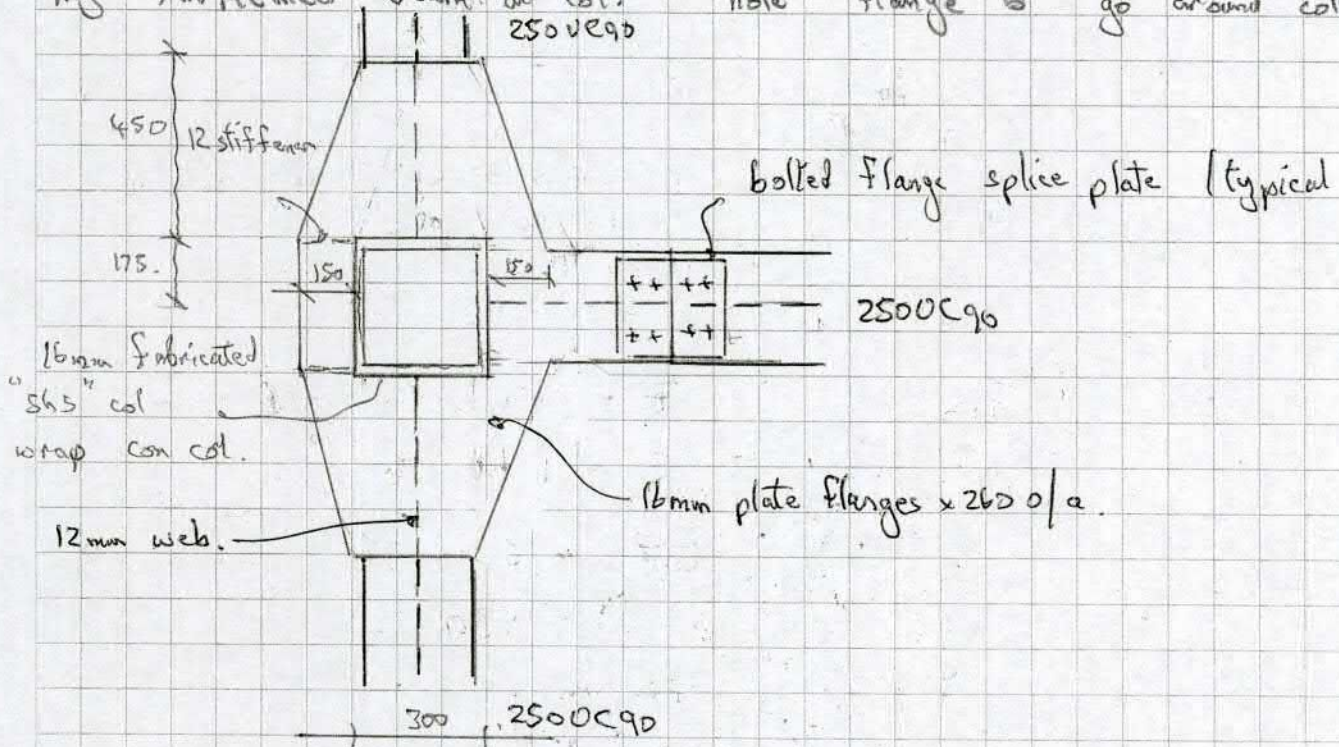 flange to go around col
250UC90
450
12 stiffener
bolted flange splice plate (typical
175.
150
150
250UC90
16mm fabricated
"SHS" col
wrap con col.
16mm plate flanges x 260 o/a.
12mm web.
300
250UC90